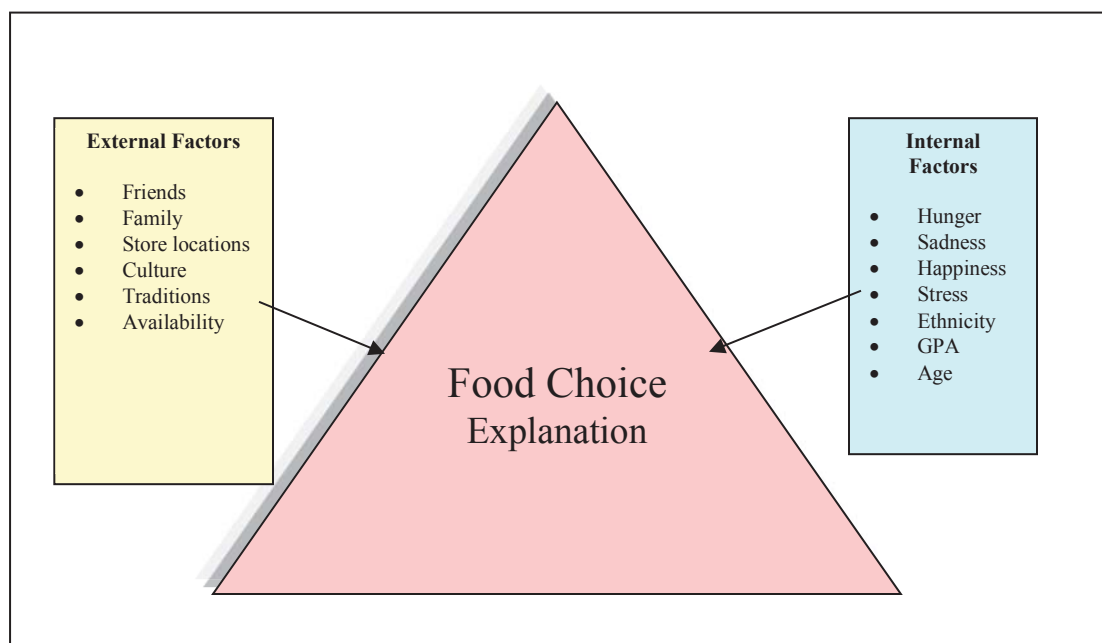 External Factors
• Friends
• Family
• Store locations
• Culture
• Traditions
• Availability
Food Choice
Explanation
Internal
Factors
• Hunger
• Sadness
• Happiness
• Stress
• Ethnicity
• GPA
• Age